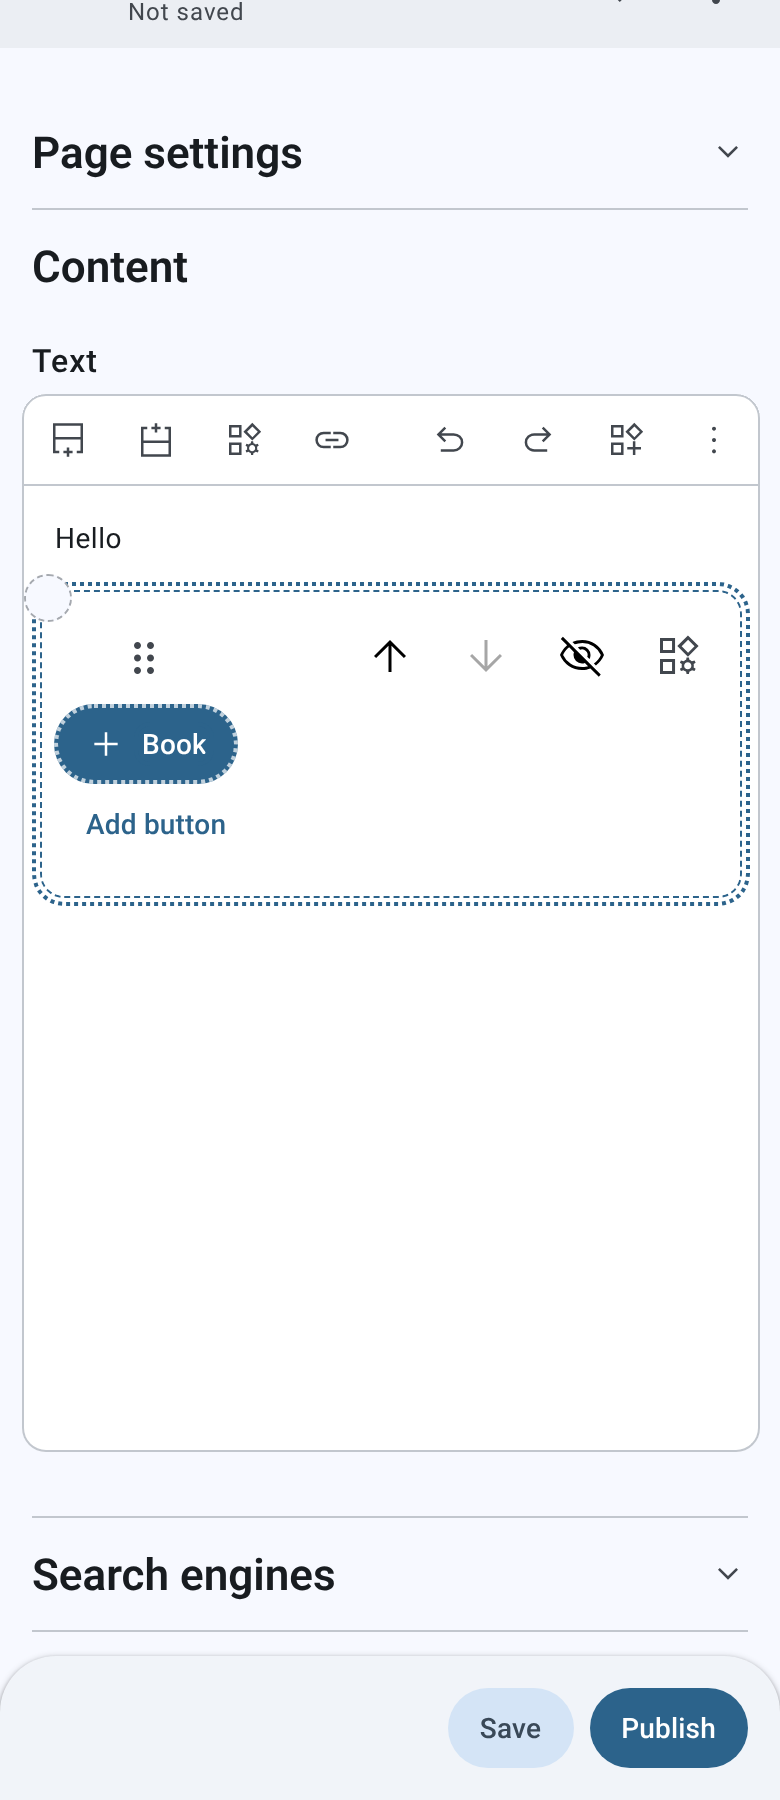 Not saved
Page settings
Content
Text
Hello
Book
Add button
Search engines
Save
Publish